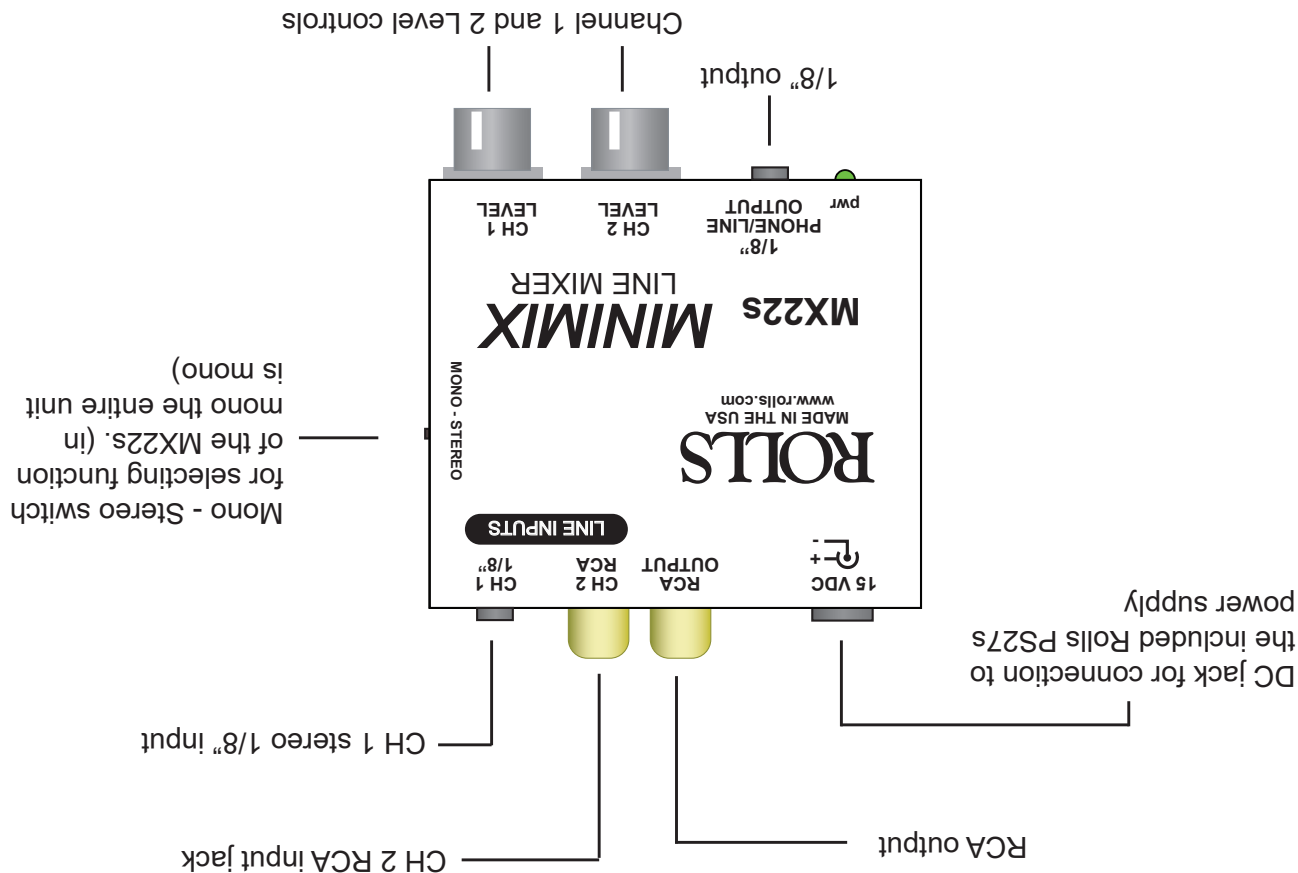 RCA output
CH 2 RCA input jack
CH 1 stereo 1/8” input
DC jack for connection to
the included Rolls PS27s
power supply
15 VDC
+
-
RCA
OUTPUT
CH 2
RCA
CH 1
1/8”
LINE INPUTS
ROLLS
MADE IN THE USA
www.rolls.com
MONO - STEREO
Mono - Stereo switch
for selecting function
of the MX22s. (in
mono the entire unit
is mono)
MX22s
MINIMIX
LINE MIXER
pwr
1/8”
PHONE/LINE
OUTPUT
CH 2
LEVEL
CH 1
LEVEL
1/8” output
Channel 1 and 2 Level controls